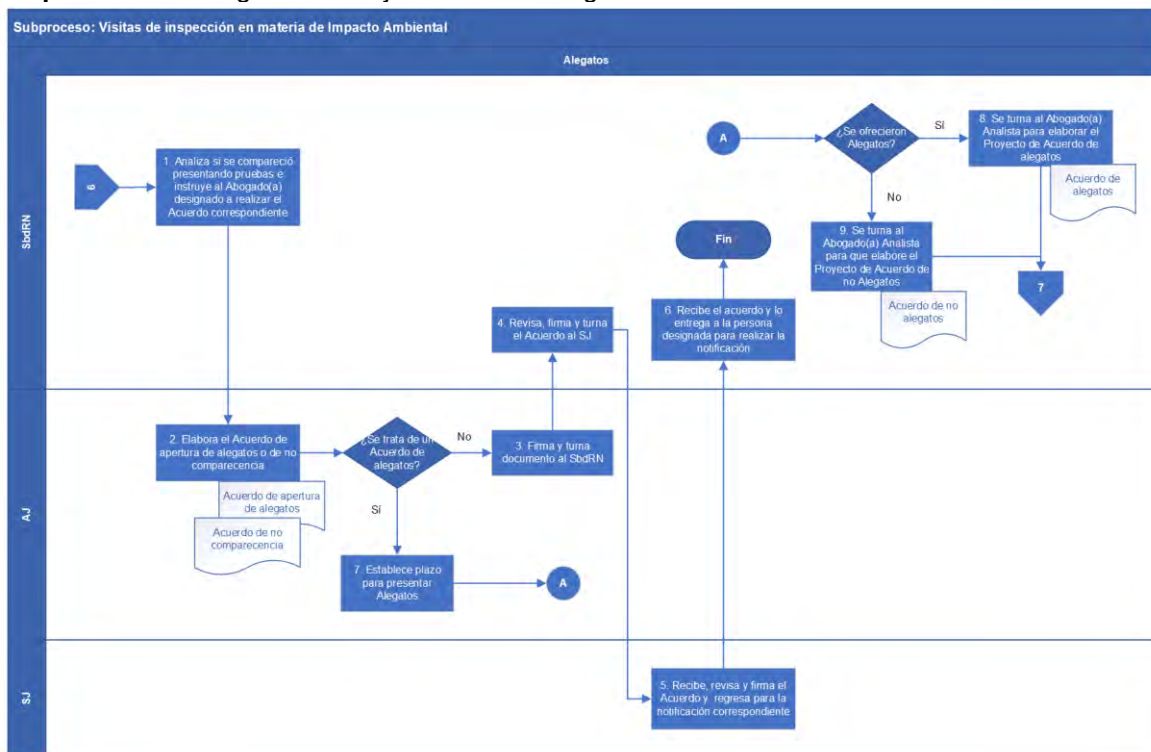 Subproceso: Visitas de inspección en materia de Impacto Ambiental
Alegatos
SbdRN
6
1. Analiza si se compareció
presentando pruebas e
instruye al Abogado(a)
designado a realizar el
Acuerdo correspondiente
A
¿Se ofrecieron
Alegatos?
Sí
8. Se turna al Abogado(a)
Analista para elaborar el
Proyecto de Acuerdo de
alegatos
Acuerdo de
alegatos
No
9. Se turna al
Abogado(a) Analista
para que elabore el
Proyecto de Acuerdo de
no Alegatos
Acuerdo de no
alegatos
7
Fin
4. Revisa, firma y turna
el Acuerdo al SJ
6. Recibe el acuerdo y lo
entrega a la persona
designada para realizar la
notificación
AJ
2. Elabora el Acuerdo de
apertura de alegatos o de no
comparecencia
Acuerdo de apertura
de alegatos
Acuerdo de no
comparecencia
¿Se trata de un
Acuerdo de
alegatos?
No
3. Firma y turna
documento al SbdRN
Sí
7. Establece plazo
para presentar
Alegatos
A
SJ
5. Recibe, revisa y firma el
Acuerdo y regresa para la
notificación correspondiente